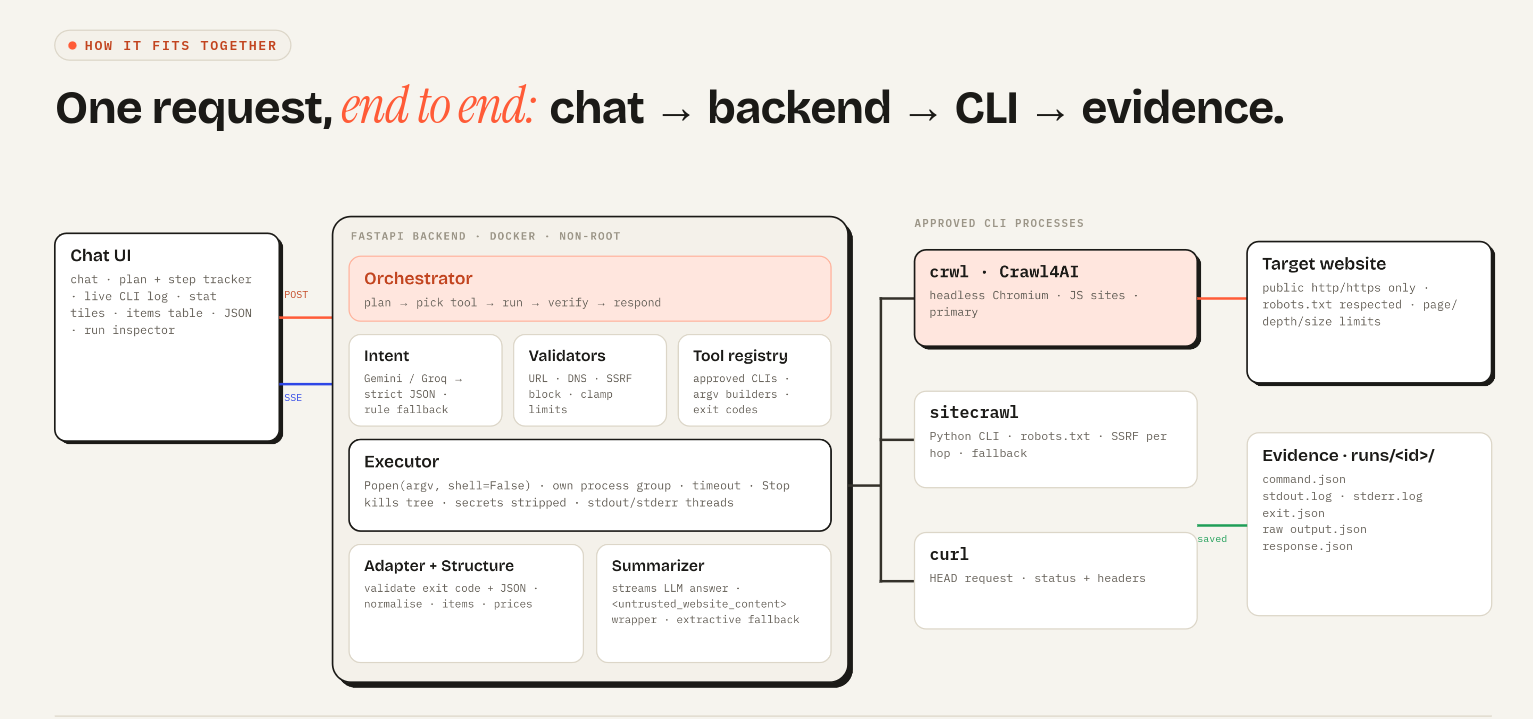 HOW IT FITS TOGETHER
One request, end to end: chat → backend → CLI → evidence.
Chat UI
chat · plan + step tracker
· live CLI log · stat
tiles · items table · JSON
· run inspector
POST
SSE
FASTAPI BACKEND · DOCKER · NON-ROOT
Orchestrator
plan → pick tool → run → verify → respond
Intent
Gemini / Groq →
strict JSON ·
rule fallback
Validators
URL · DNS · SSRF
block · clamp
limits
Tool registry
approved CLIs ·
argv builders ·
exit codes
Executor
Popen(argv, shell=False) · own process group · timeout · Stop
kills tree · secrets stripped · stdout/stderr threads
Adapter + Structure
validate exit code + JSON ·
normalise · items · prices
Summarizer
streams LLM answer ·
<untrusted_website_content>
wrapper · extractive fallback
APPROVED CLI PROCESSES
crwl · Crawl4AI
headless Chromium · JS sites ·
primary
sitecrawl
Python CLI · robots.txt · SSRF per
hop · fallback
curl
HEAD request · status + headers
Target website
public http/https only ·
robots.txt respected · page/
depth/size limits
saved
Evidence · runs/<id>/
command.json
stdout.log · stderr.log
exit.json
raw output.json
response.json